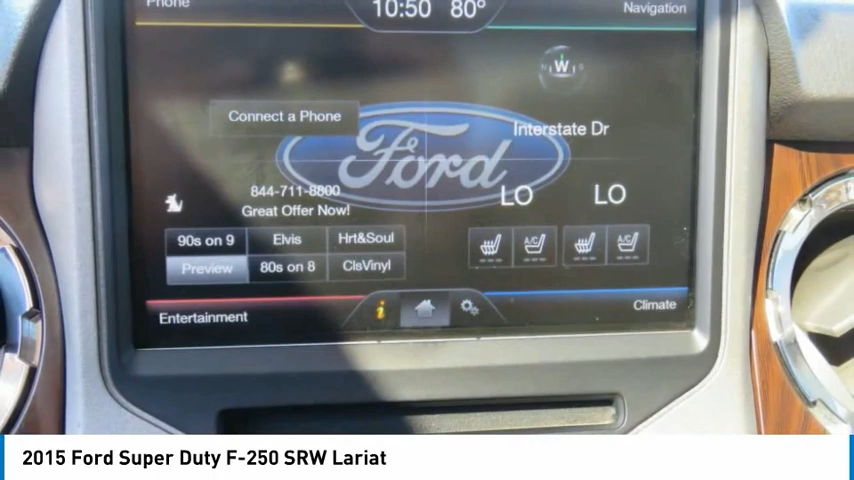 Phone
10:50 80°
Navigation
N W S
Connect a Phone
Ford
Interstate Dr
844-711-8800
Great Offer Now!
LO LO
90s on 9 Elvis Hrt&Soul
A/C A/C
Preview 80s on 8 ClsVinyl
Entertainment
i
Climate
2015 Ford Super Duty F-250 SRW Lariat